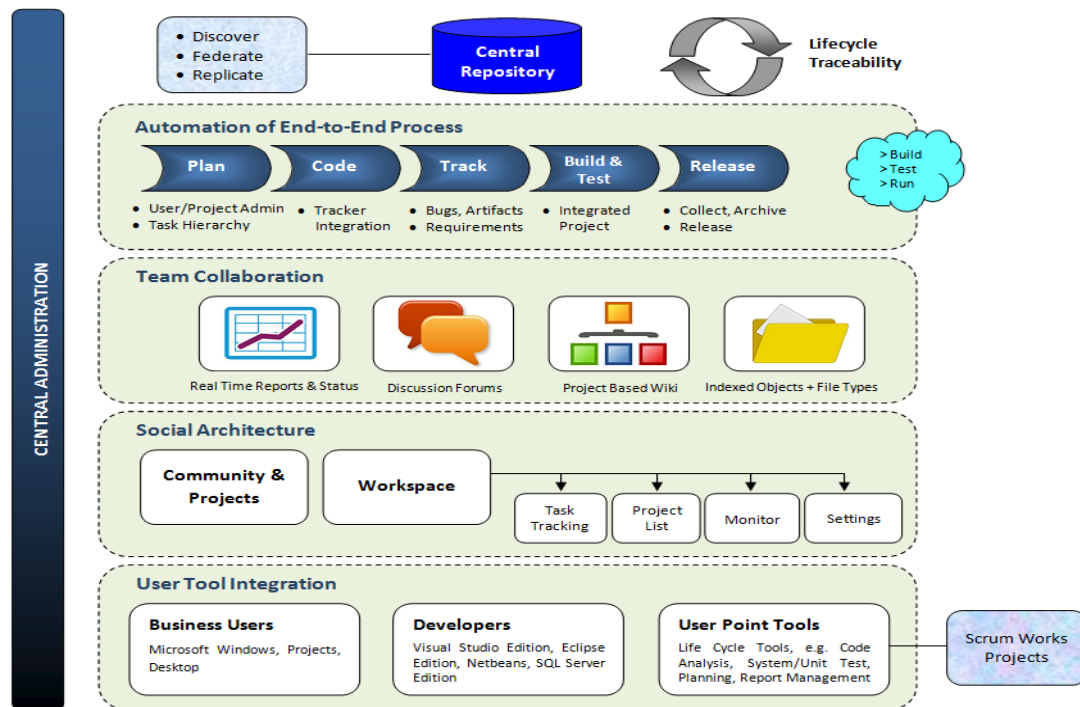 CENTRAL ADMINISTRATION
• Discover
• Federate
• Replicate
Central
Repository
Lifecycle
Traceability
Automation of End-to-End Process
Plan
Code
Track
Build &
Test
Release
• User/Project Admin
• Task Hierarchy
• Tracker
Integration
• Bugs, Artifacts
• Requirements
• Integrated
Project
• Collect, Archive
• Release
> Build
> Test
> Run
Team Collaboration
Real Time Reports & Status
Discussion Forums
Project Based Wiki
Indexed Objects + File Types
Social Architecture
Community &
Projects
Workspace
Task
Tracking
Project
List
Monitor
Settings
User Tool Integration
Business Users
Microsoft Windows, Projects,
Desktop
Developers
Visual Studio Edition, Eclipse
Edition, Netbeans, SQL Server
Edition
User Point Tools
Life Cycle Tools, e.g. Code
Analysis, System/Unit Test,
Planning, Report Management
Scrum Works
Projects